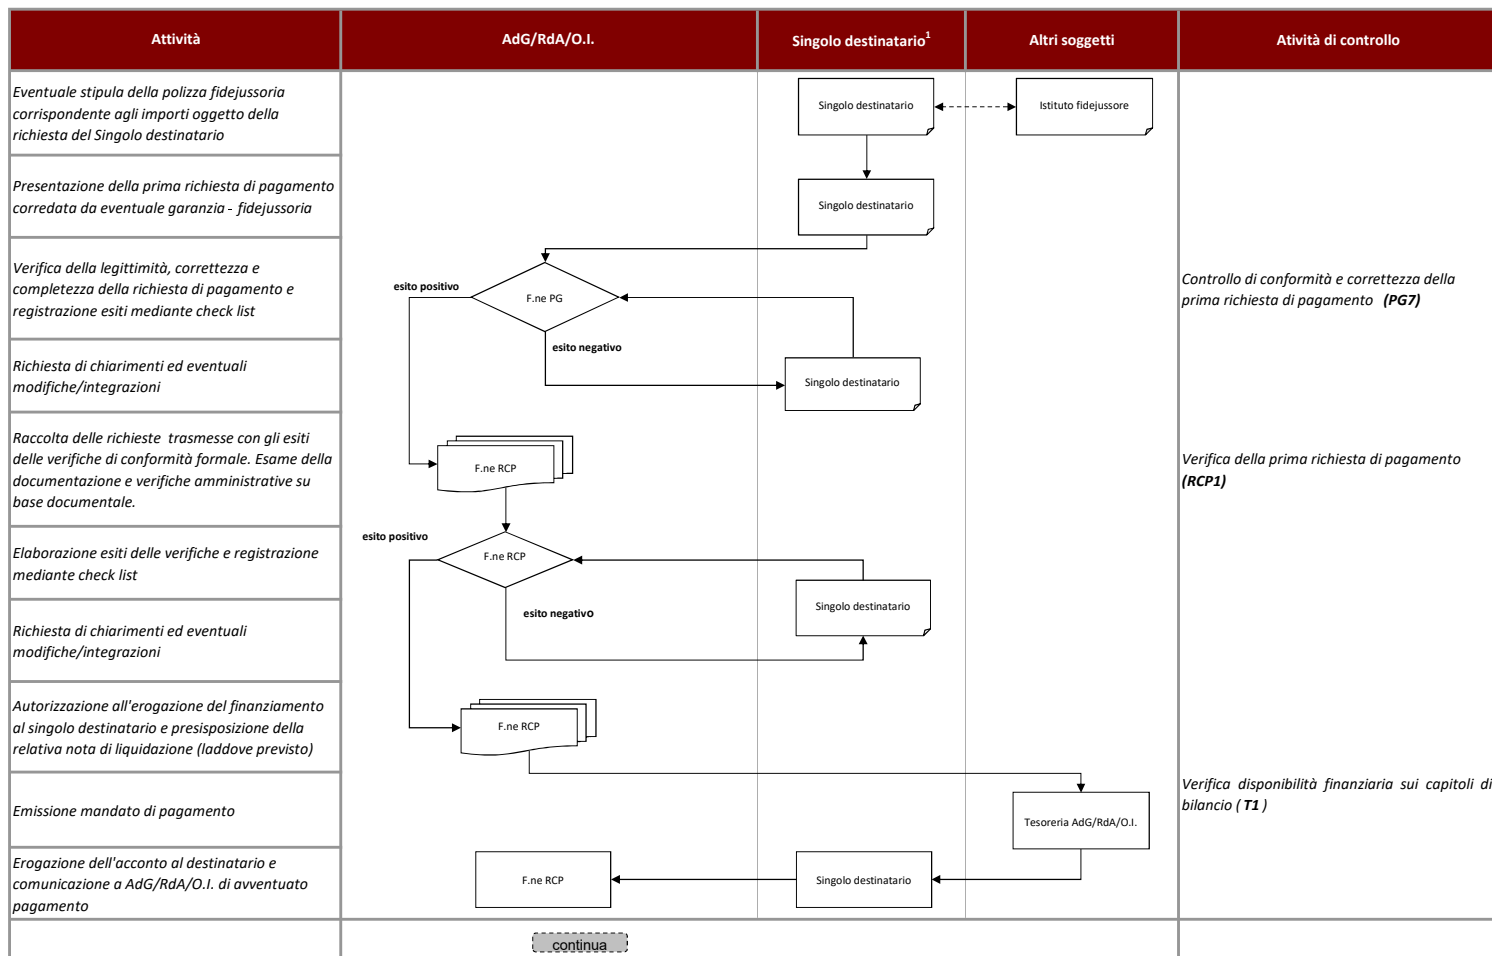 Attività
AdG/RdA/O.I.
Singolo destinatario1
Altri soggetti
Atività di controllo
Eventuale stipula della polizza fidejussoria
corrispondente agli importi oggetto della
richiesta del Singolo destinatario
Singolo destinatario
Istituto fidejussore
Presentazione della prima richiesta di pagamento
corredata da eventuale garanzia - fidejussoria
Singolo destinatario
Verifica della legittimità, correttezza e
completezza della richiesta di pagamento e
registrazione esiti mediante check list
esito positivo
F.ne PG
esito negativo
Controllo di conformità e correttezza della
prima richiesta di pagamento (PG7)
Richiesta di chiarimenti ed eventuali
modifiche/integrazioni
Singolo destinatario
Raccolta delle richieste trasmesse con gli esiti
delle verifiche di conformità formale. Esame della
documentazione e verifiche amministrative su
base documentale.
F.ne RCP
Verifica della prima richiesta di pagamento
(RCP1)
Elaborazione esiti delle verifiche e registrazione
mediante check list
esito positivo
F.ne RCP
esito negativo
Singolo destinatario
Richiesta di chiarimenti ed eventuali
modifiche/integrazioni
Autorizzazione all'erogazione del finanziamento
al singolo destinatario e presisposizione della
relativa nota di liquidazione (laddove previsto)
F.ne RCP
Emissione mandato di pagamento
Tesoreria AdG/RdA/O.I.
Verifica disponibilità finanziaria sui capitoli di
bilancio ( T1 )
Erogazione dell'acconto al destinatario e
comunicazione a AdG/RdA/O.I. di avventuato
pagamento
F.ne RCP
Singolo destinatario
continua